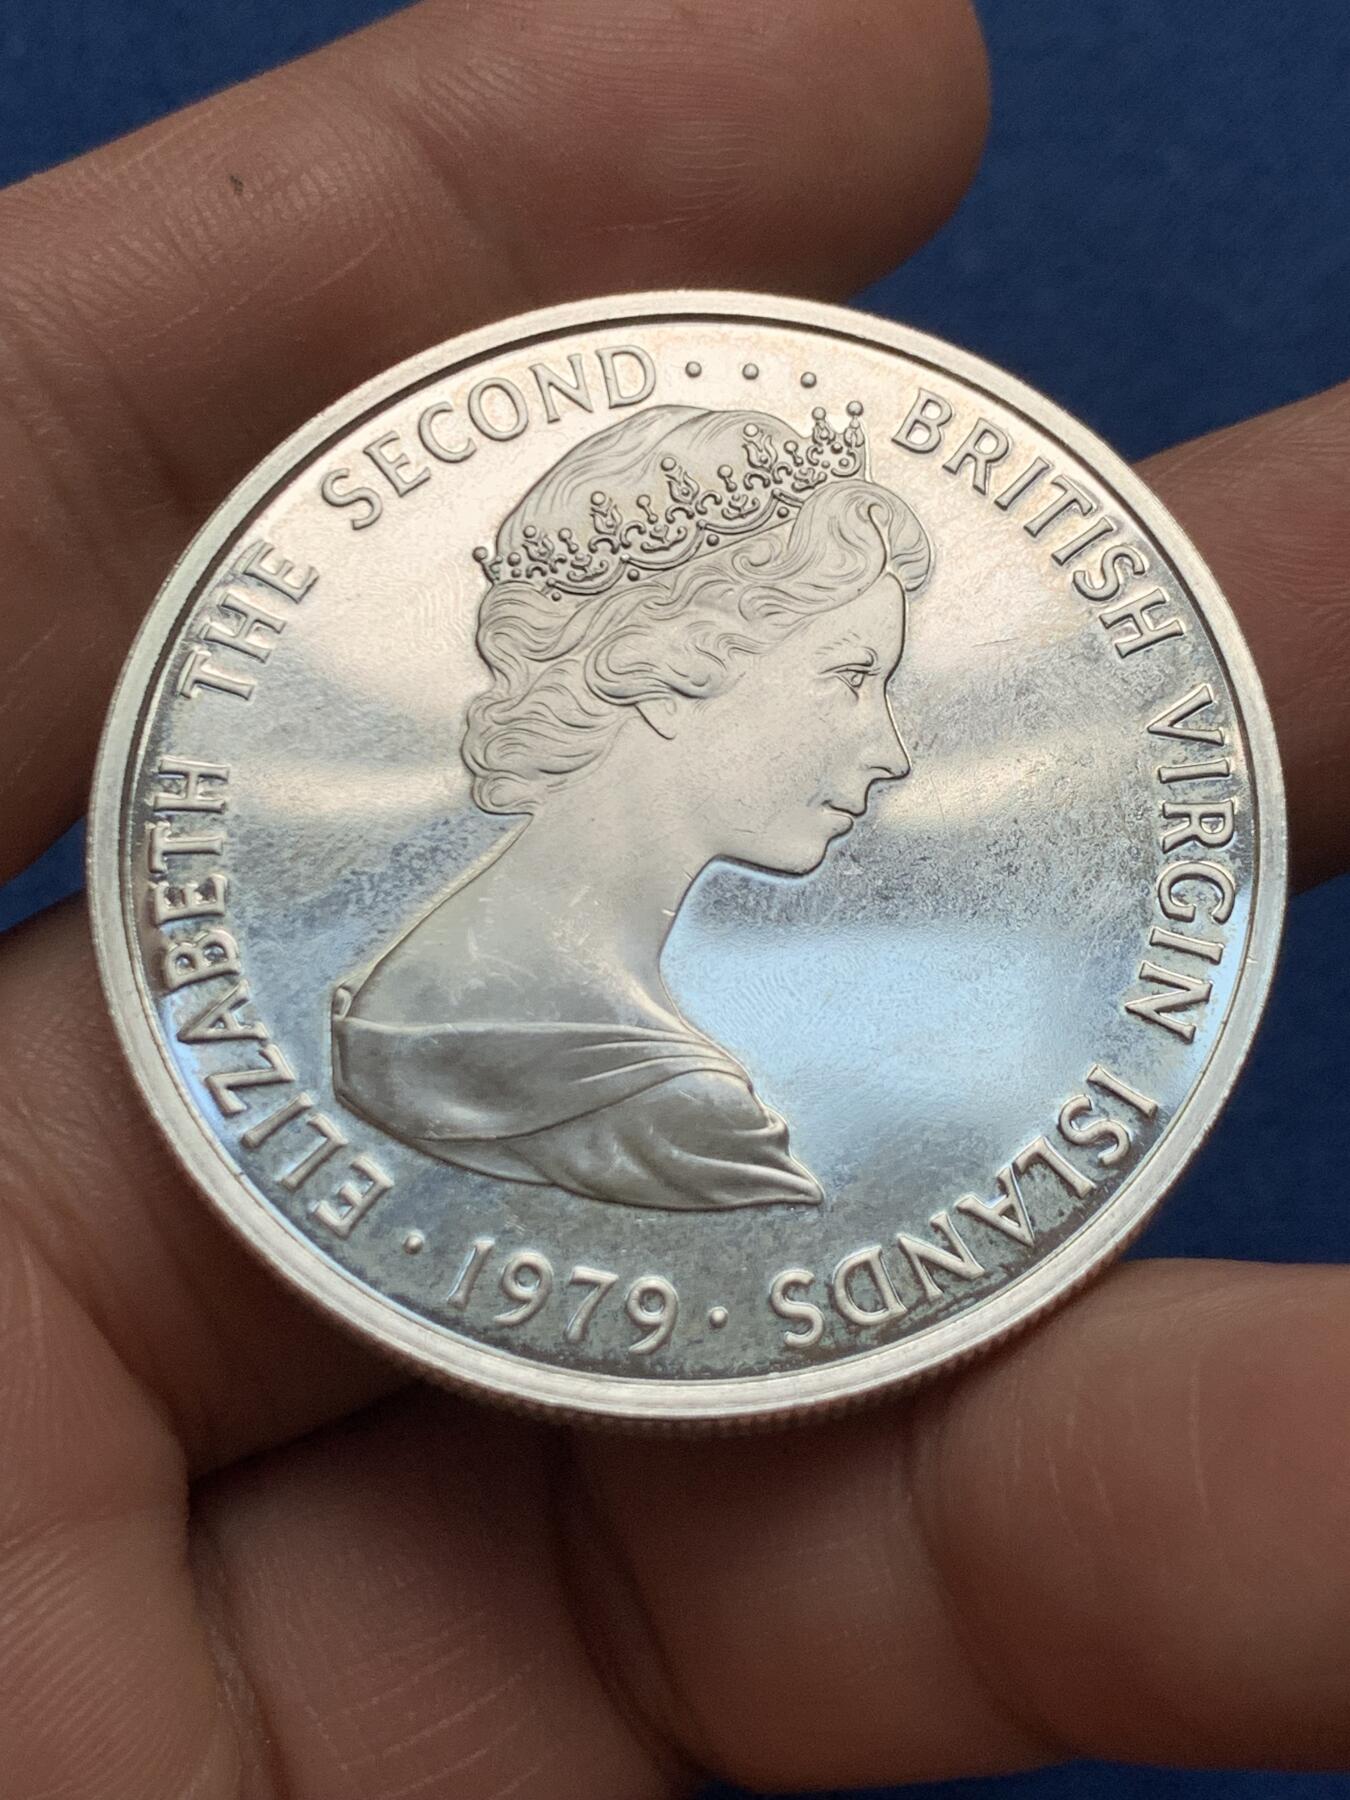 ELIZABETH THE SECOND · · · BRITISH VIRGIN ISLANDS
· 1979 ·